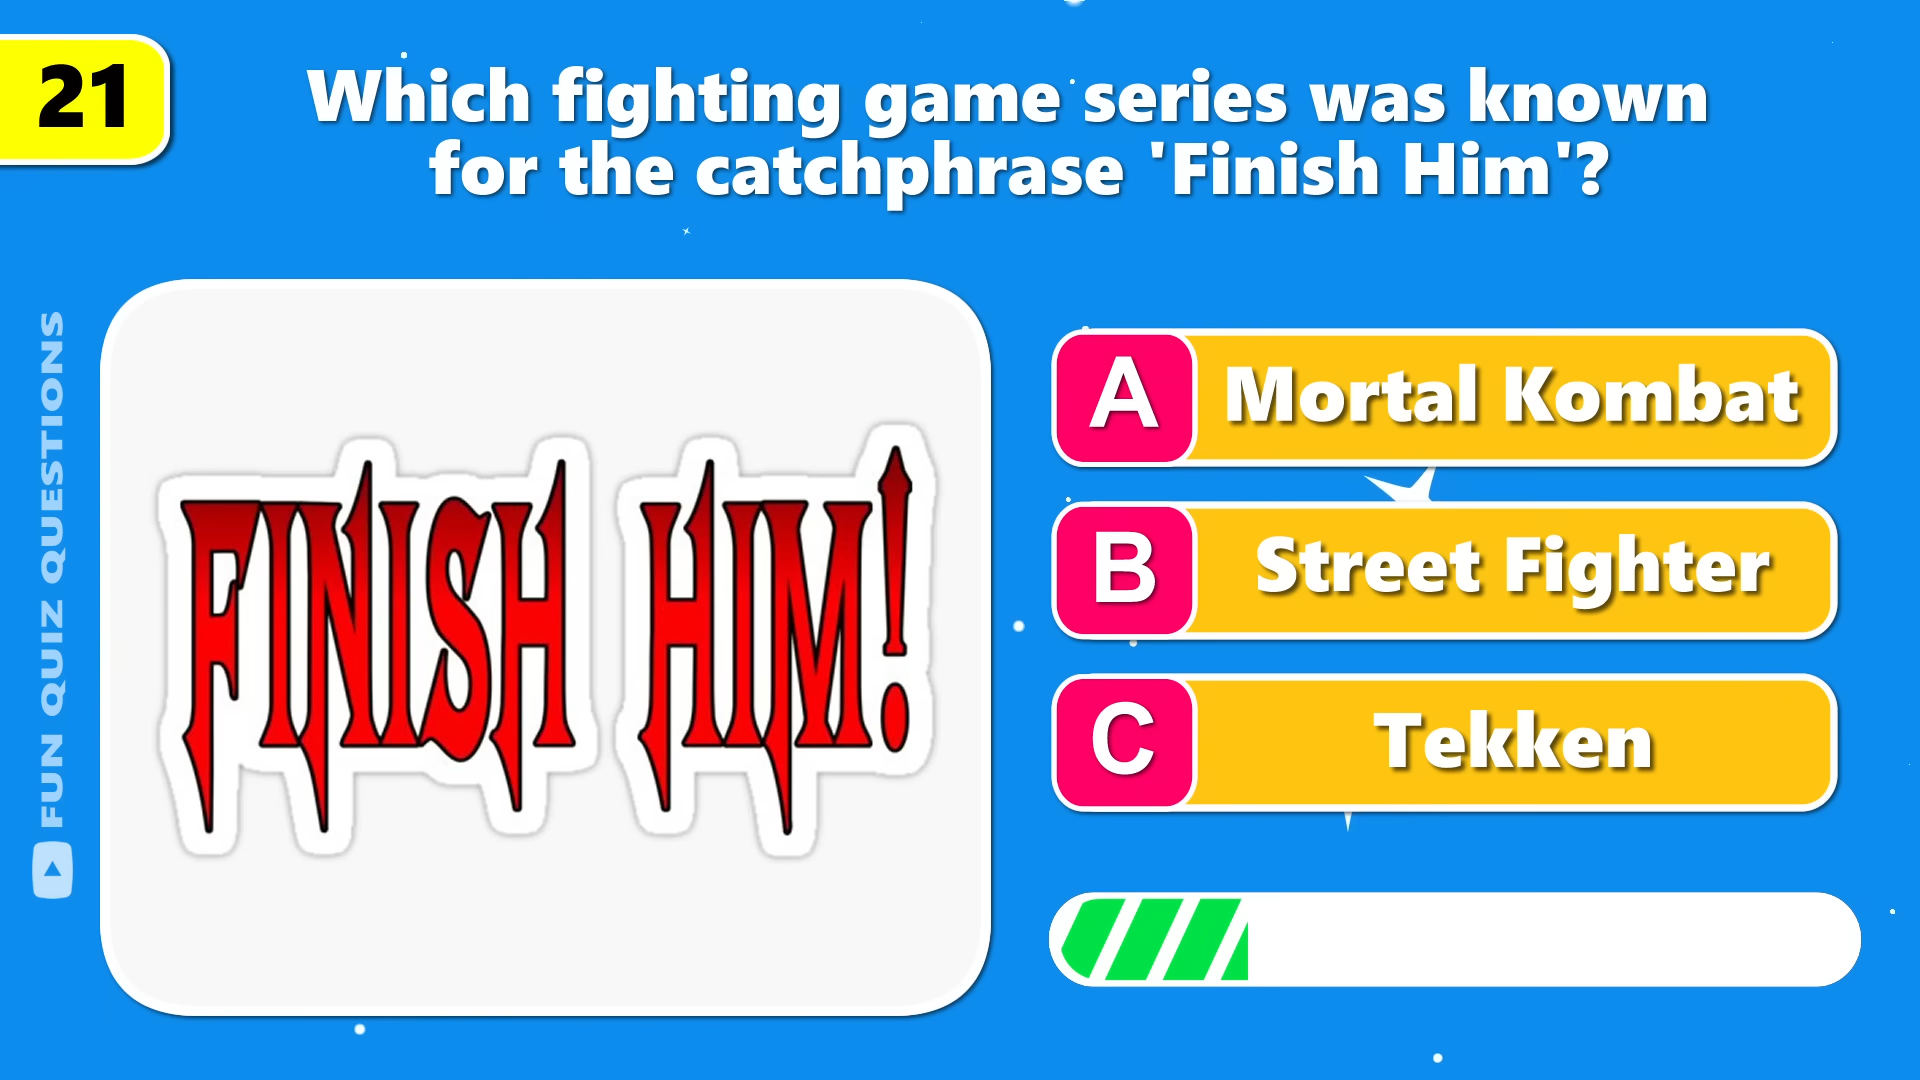 21
Which fighting game series was known
for the catchphrase 'Finish Him'?
FUN QUIZ QUESTIONS
FINISH HIM!
A Mortal Kombat
B Street Fighter
C Tekken